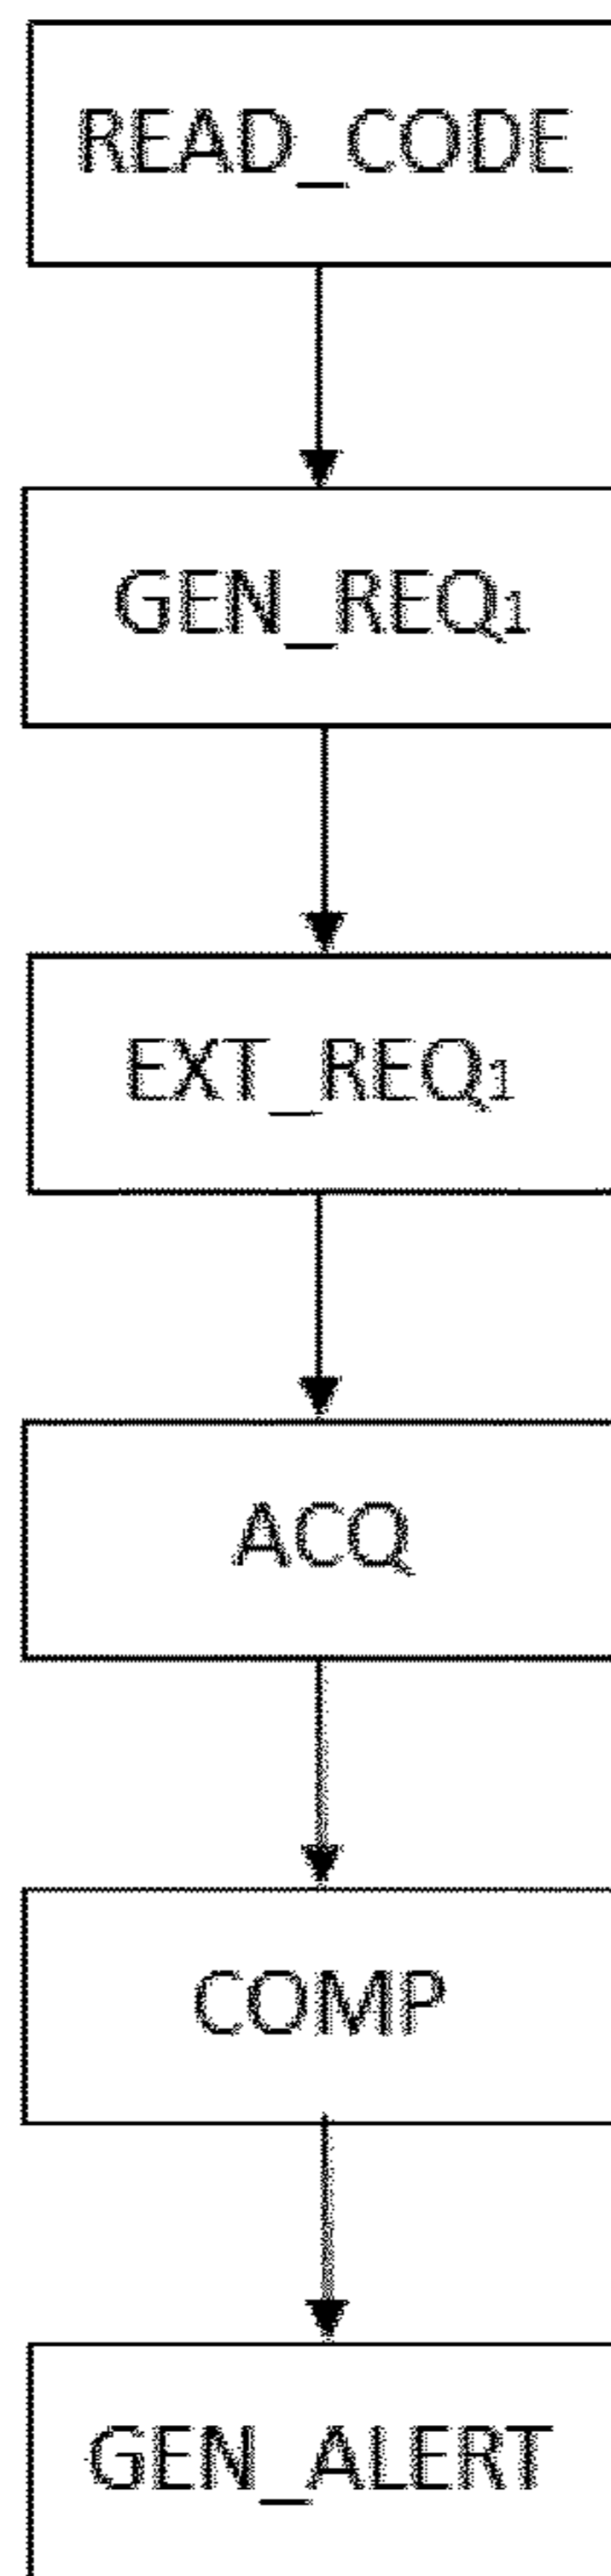 READ_CODE
GEN_REQ1
EXT_REQ1
ACQ
COMP
GEN_ALERT